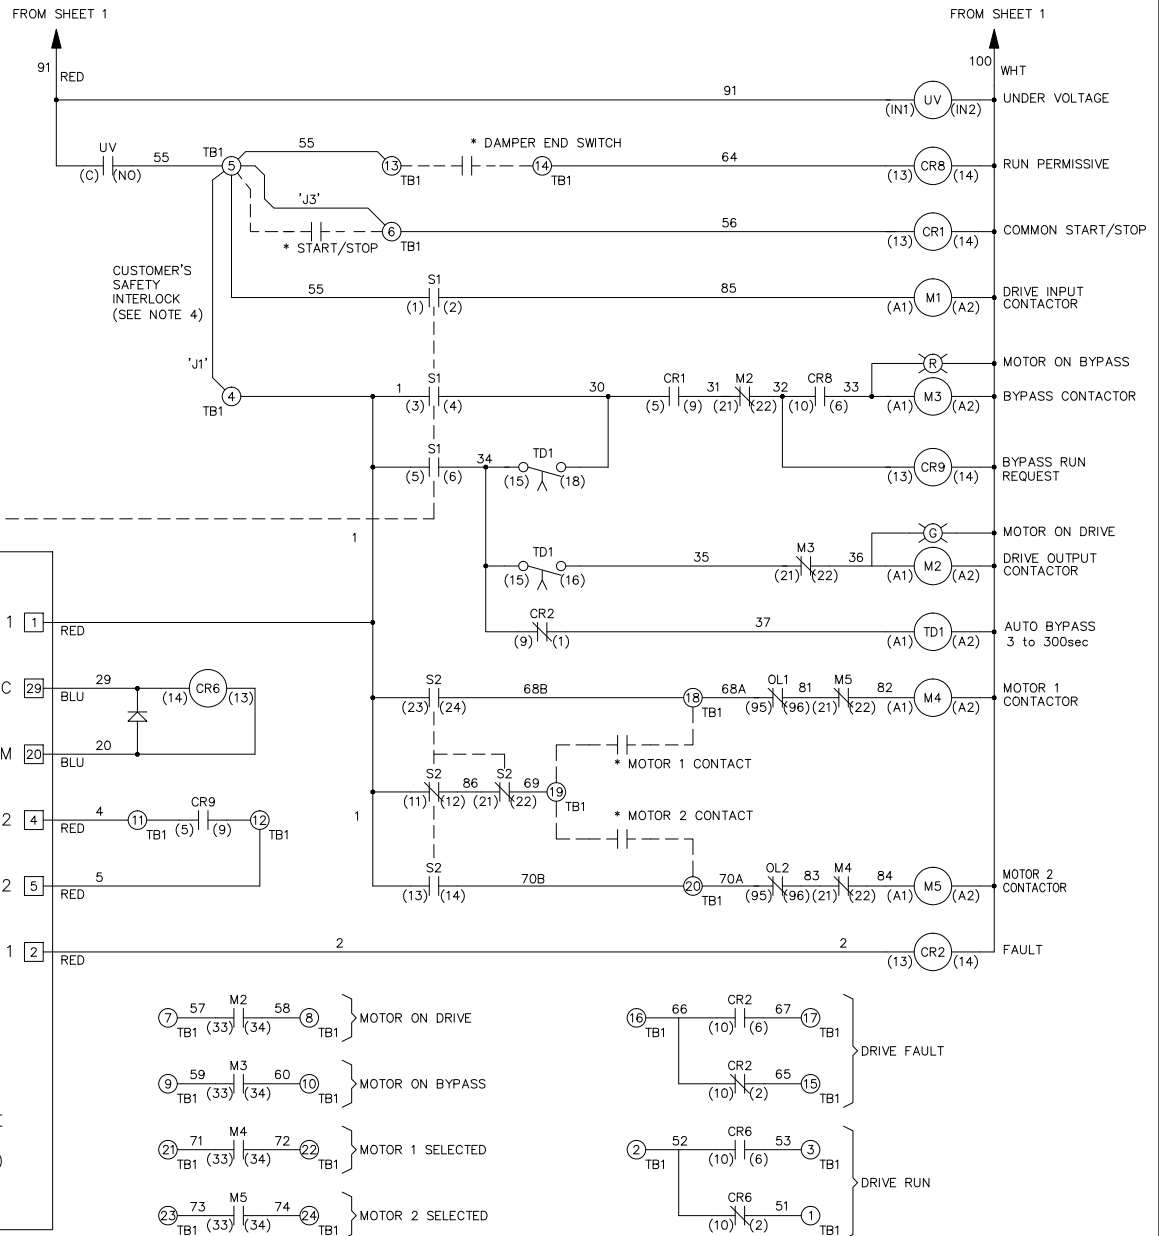 FROM SHEET 1 FROM SHEET 1
91 RED 100 WHT
91 (IN1) UV (IN2) UNDER VOLTAGE
UV (C) (NO) 55 TB1 5 55 13 TB1 * DAMPER END SWITCH 14 TB1 64 (13) CR8 (14) RUN PERMISSIVE
'J3'
* START/STOP 6 TB1 56 (13) CR1 (14) COMMON START/STOP
CUSTOMER'S
SAFETY
INTERLOCK
(SEE NOTE 4)
55 S1 (1) (2) 85 (A1) M1 (A2) DRIVE INPUT
CONTACTOR
R MOTOR ON BYPASS
'J1'
TB1 4 1 S1 (3) (4) 30 CR1 (5) (9) 31 M2 (21) (22) 32 CR8 (10) (6) 33 (A1) M3 (A2) BYPASS CONTACTOR
S1 (5) (6) 34 TD1 (15) (18) (13) CR9 (14) BYPASS RUN
REQUEST
1
G MOTOR ON DRIVE
TD1 (15) (16) 35 M3 (21) (22) 36 (A1) M2 (A2) DRIVE OUTPUT
CONTACTOR
1 1 RED
CR2 (9) (1) 37 (A1) TD1 (A2) AUTO BYPASS
3 to 300sec
C 29 29 BLU (14) CR6 (13)
S2 (23) (24) 68B 18 TB1 68A OL1 (95) (96) 81 M5 (21) (22) 82 (A1) M4 (A2) MOTOR 1
CONTACTOR
M 20 20 BLU
* MOTOR 1 CONTACT
S2 (11) (12) 86 S2 (21) (22) 69 19 TB1
2 4 4 RED 11 TB1 CR9 (5) (9) 12 TB1
1
* MOTOR 2 CONTACT
2 5 5 RED
S2 (13) (14) 70B 20 TB1 70A OL2 (95) (96) 83 M4 (21) (22) 84 (A1) M5 (A2) MOTOR 2
CONTACTOR
1 2 RED 2 2 (13) CR2 (14) FAULT
7 TB1 57 M2 (33) (34) 58 8 TB1 MOTOR ON DRIVE
16 TB1 66 CR2 (10) (6) 67 17 TB1
DRIVE FAULT
9 TB1 59 M3 (33) (34) 60 10 TB1 MOTOR ON BYPASS
CR2 (10) (2) 65 15 TB1
21 TB1 71 M4 (33) (34) 72 22 TB1 MOTOR 1 SELECTED
2 TB1 52 CR6 (10) (6) 53 3 TB1
DRIVE RUN
23 TB1 73 M5 (33) (34) 74 24 TB1 MOTOR 2 SELECTED
CR6 (10) (2) 51 1 TB1